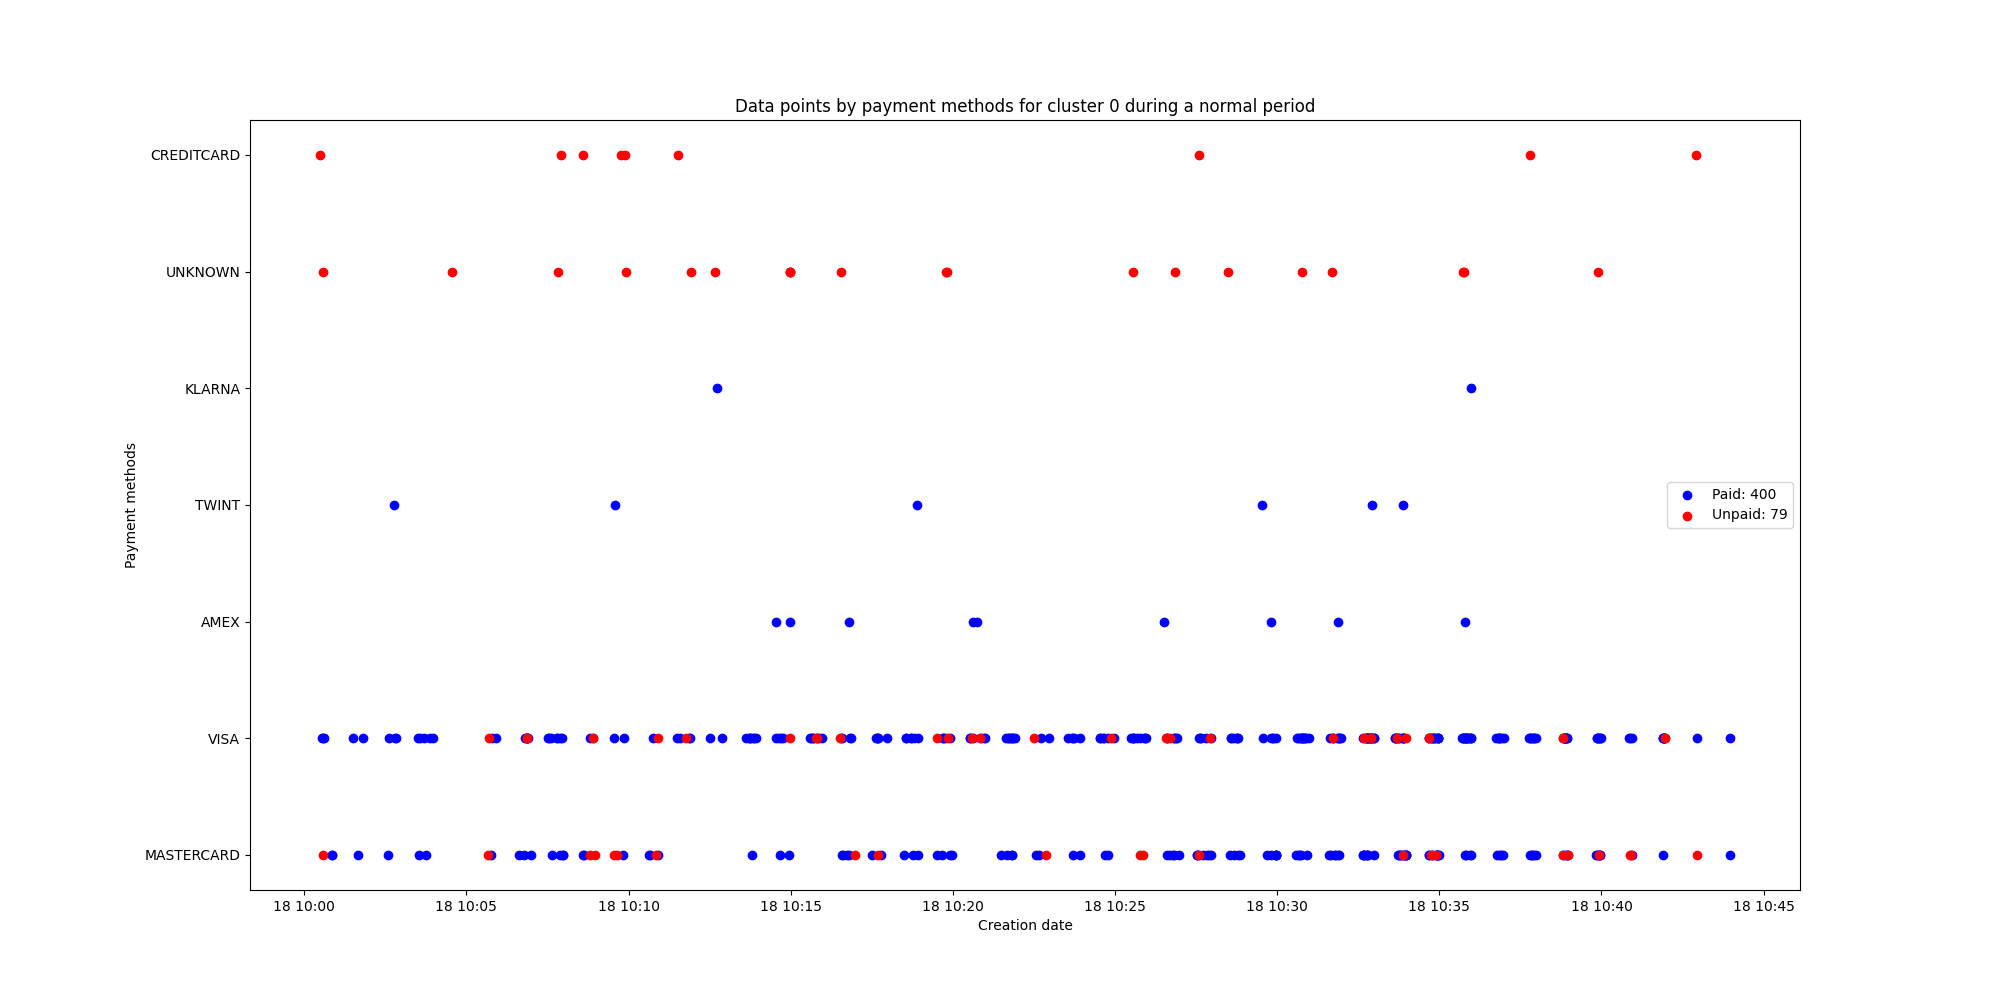 Data points by payment methods for cluster 0 during a normal period
CREDITCARD
UNKNOWN
KLARNA
TWINT
AMEX
VISA
MASTERCARD
Payment methods
Paid: 400
Unpaid: 79
18 10:00 18 10:05 18 10:10 18 10:15 18 10:20 18 10:25 18 10:30 18 10:35 18 10:40 18 10:45
Creation date